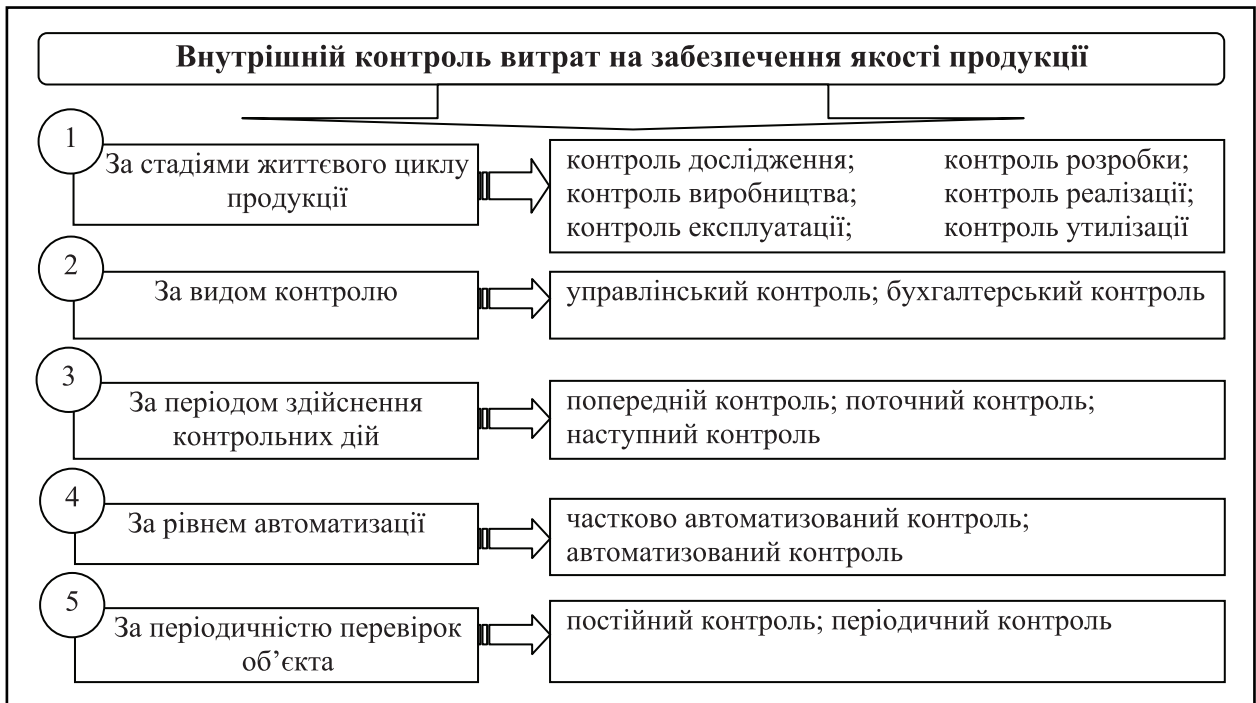 Внутрішній контроль витрат на забезпечення якості продукції
1
За стадіями життєвого циклу
продукції
контроль дослідження; контроль розробки;
контроль виробництва; контроль реалізації;
контроль експлуатації; контроль утилізації
2
За видом контролю
управлінський контроль; бухгалтерський контроль
3
За періодом здійснення
контрольних дій
попередній контроль; поточний контроль;
наступний контроль
4
За рівнем автоматизації
частково автоматизований контроль;
автоматизований контроль
5
За періодичністю перевірок
об’єкта
постійний контроль; періодичний контроль